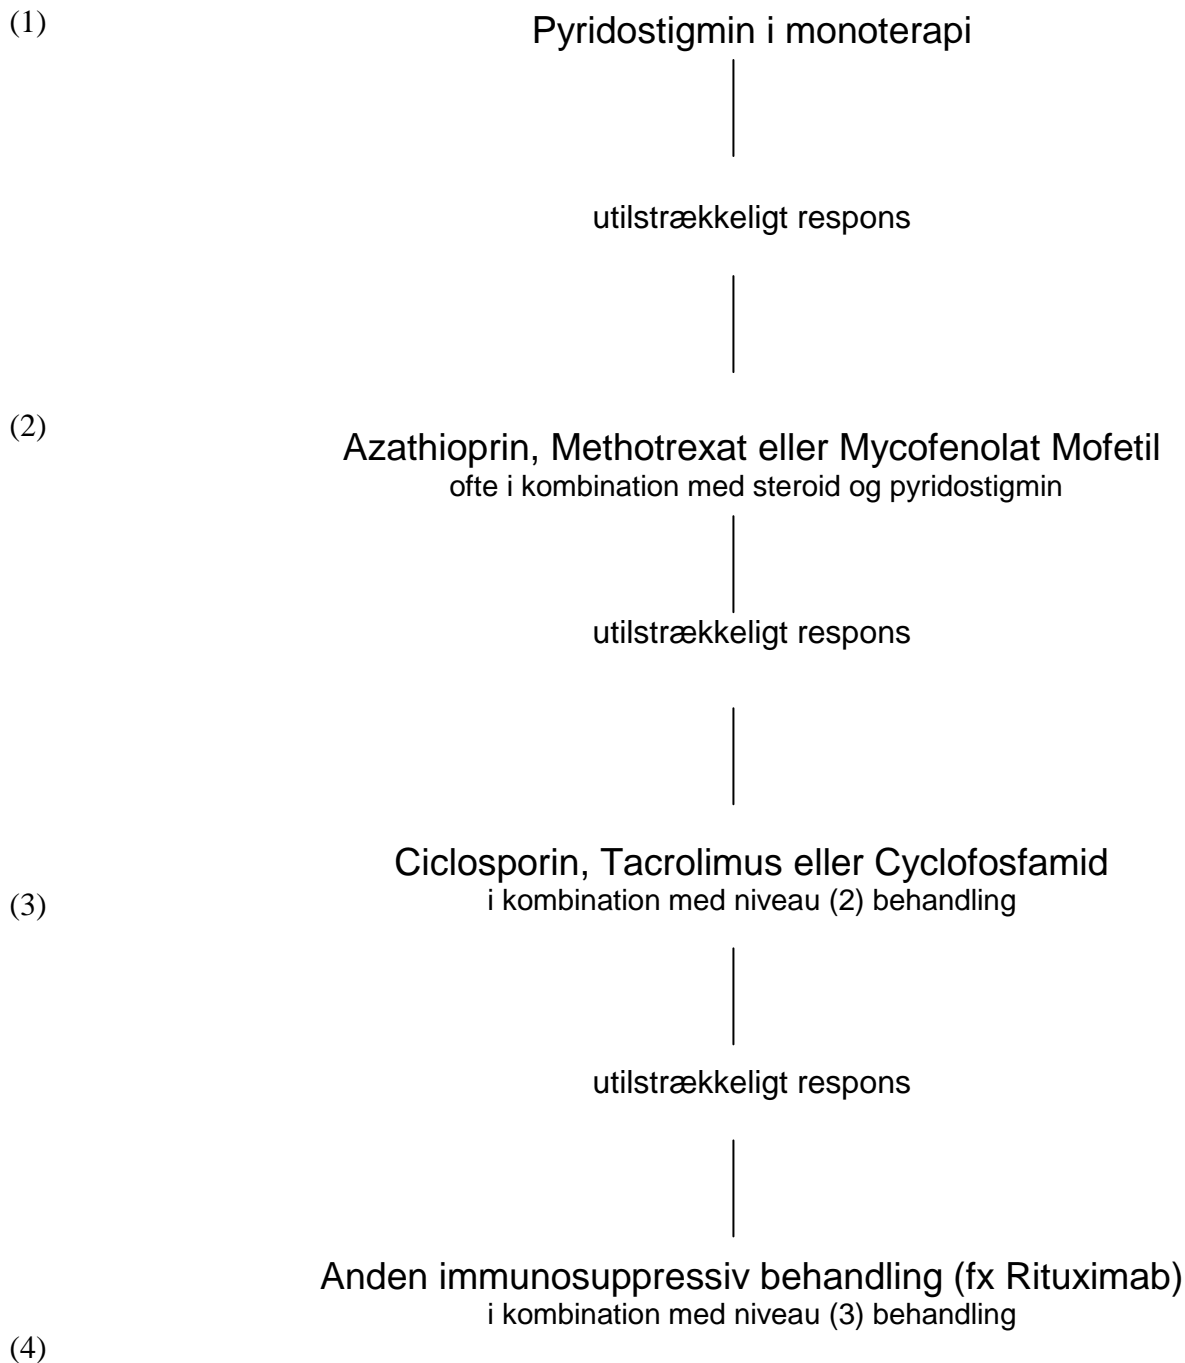 (1)
Pyridostigmin i monoterapi
utilstrækkeligt respons
(2)
Azathioprin, Methotrexat eller Mycofenolat Mofetil
ofte i kombination med steroid og pyridostigmin
utilstrækkeligt respons
Ciclosporin, Tacrolimus eller Cyclofosfamid
(3)
i kombination med niveau (2) behandling
utilstrækkeligt respons
Anden immunosuppressiv behandling (fx Rituximab)
i kombination med niveau (3) behandling
(4)